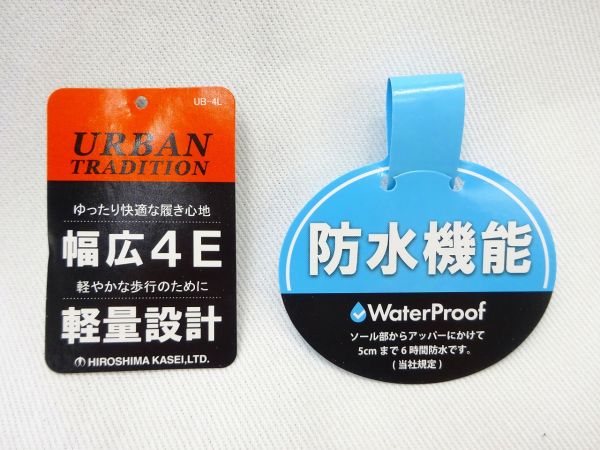 UB-4L
URBAN
TRADITION
ゆったり快適な履き心地
幅広4E
軽やかな歩行のために
軽量設計
HIROSHIMA KASEI,LTD.
防水機能
WaterProof
ソール部からアッパーにかけて
5cmまで6時間防水です。
(当社規定)